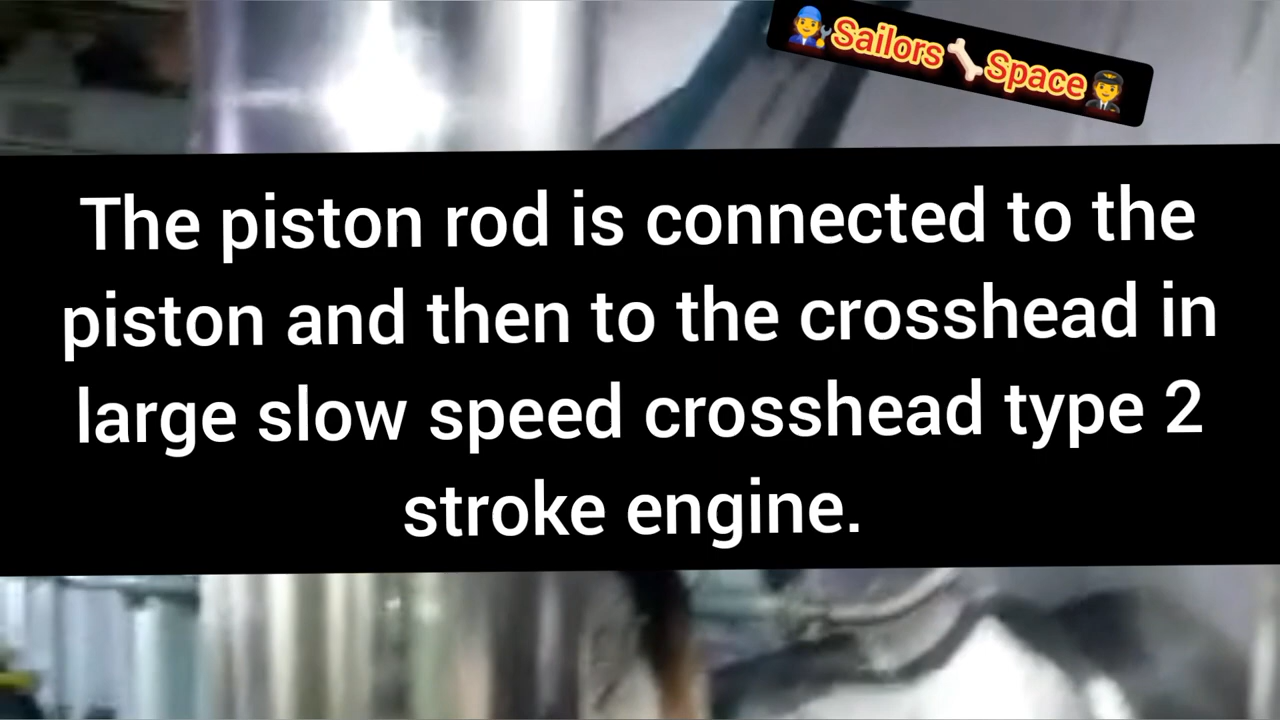 Sailors Space
The piston rod is connected to the
piston and then to the crosshead in
large slow speed crosshead type 2
stroke engine.